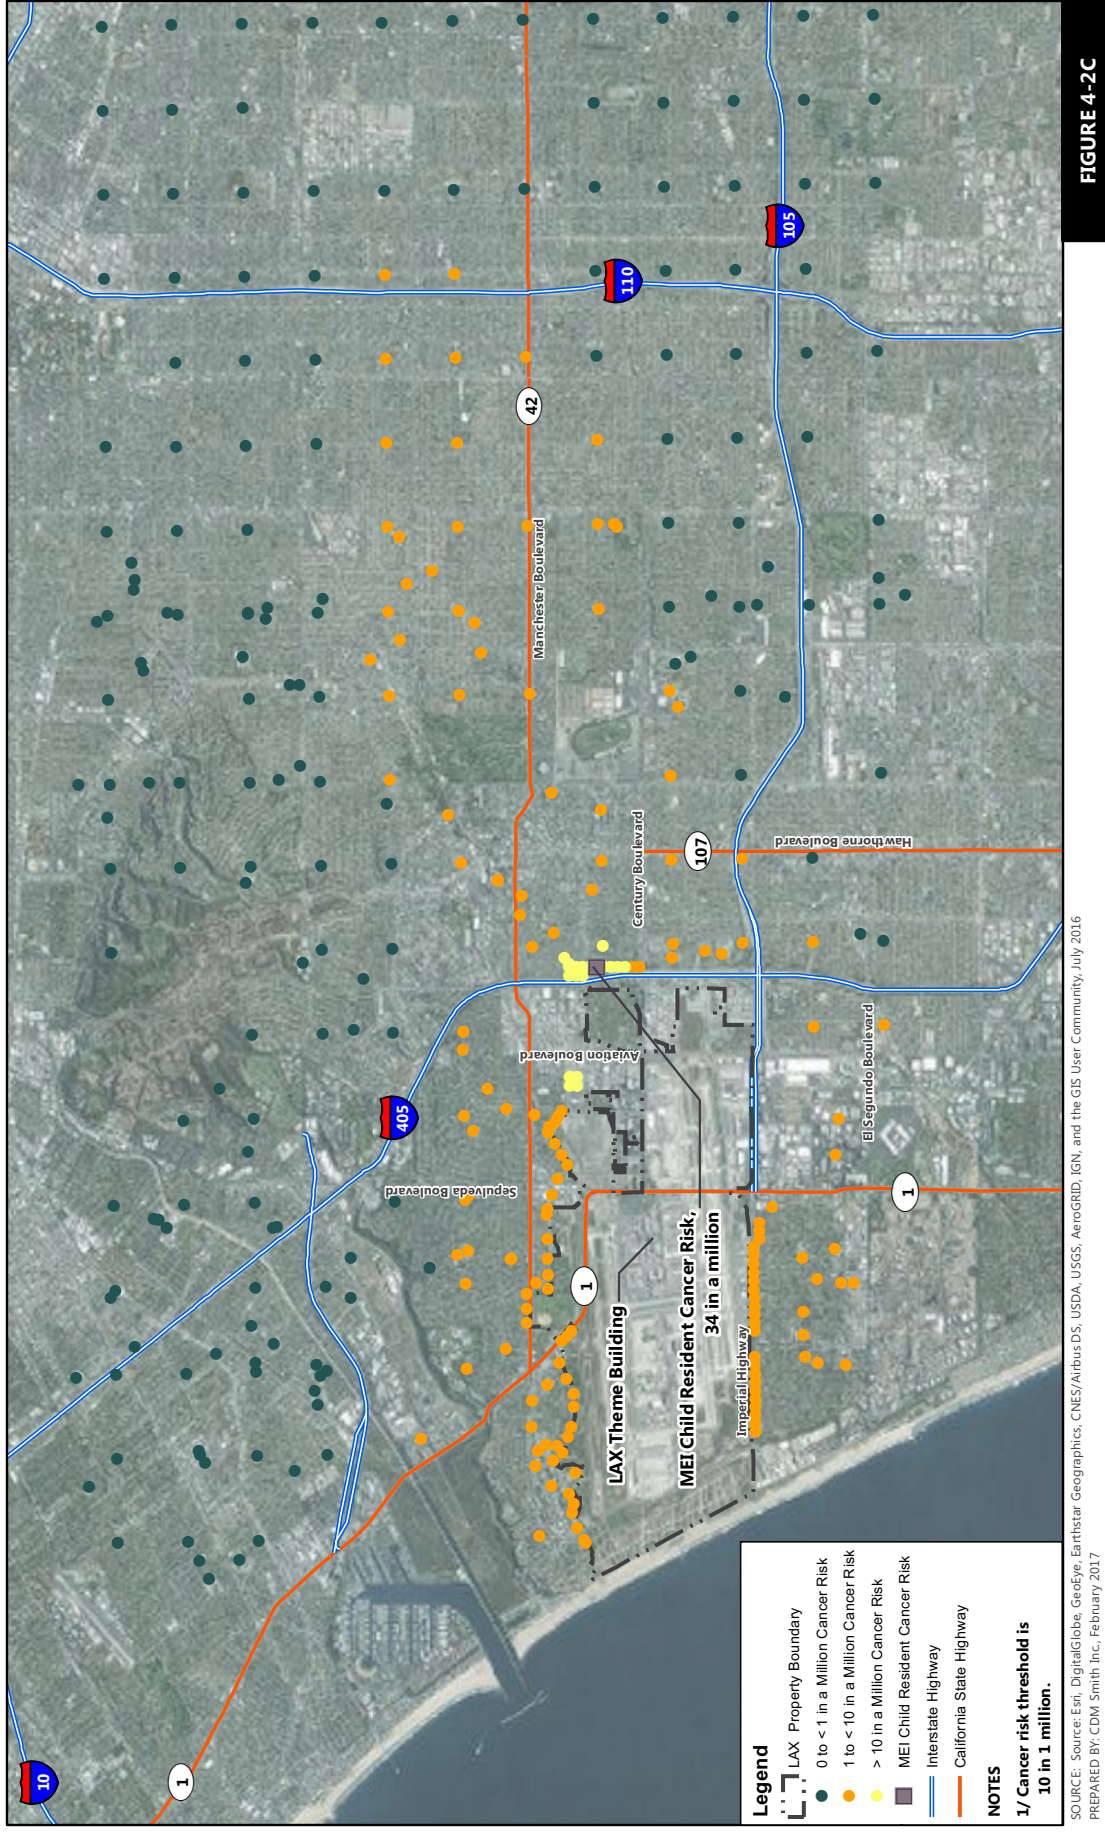 FIGURE 4-2C
10
1
405
110
105
42
107
1
1
Manchester Boulevard
Century Boulevard
Hawthorne Boulevard
Aviation Boulevard
Sepulveda Boulevard
El Segundo Boulevard
Imperial Highway
LAX Theme Building
MEI Child Resident Cancer Risk,
34 in a million
Legend
LAX Property Boundary
0 to < 1 in a Million Cancer Risk
1 to < 10 in a Million Cancer Risk
> 10 in a Million Cancer Risk
MEI Child Resident Cancer Risk
Interstate Highway
California State Highway
NOTES
1/ Cancer risk threshold is
10 in 1 million.
SOURCE: Source: Esri, DigitalGlobe, GeoEye, Earthstar Geographics, CNES/Airbus DS, USDA, USGS, AeroGRID, IGN, and the GIS User Community, July 2016
PREPARED BY: CDM Smith Inc., February 2017